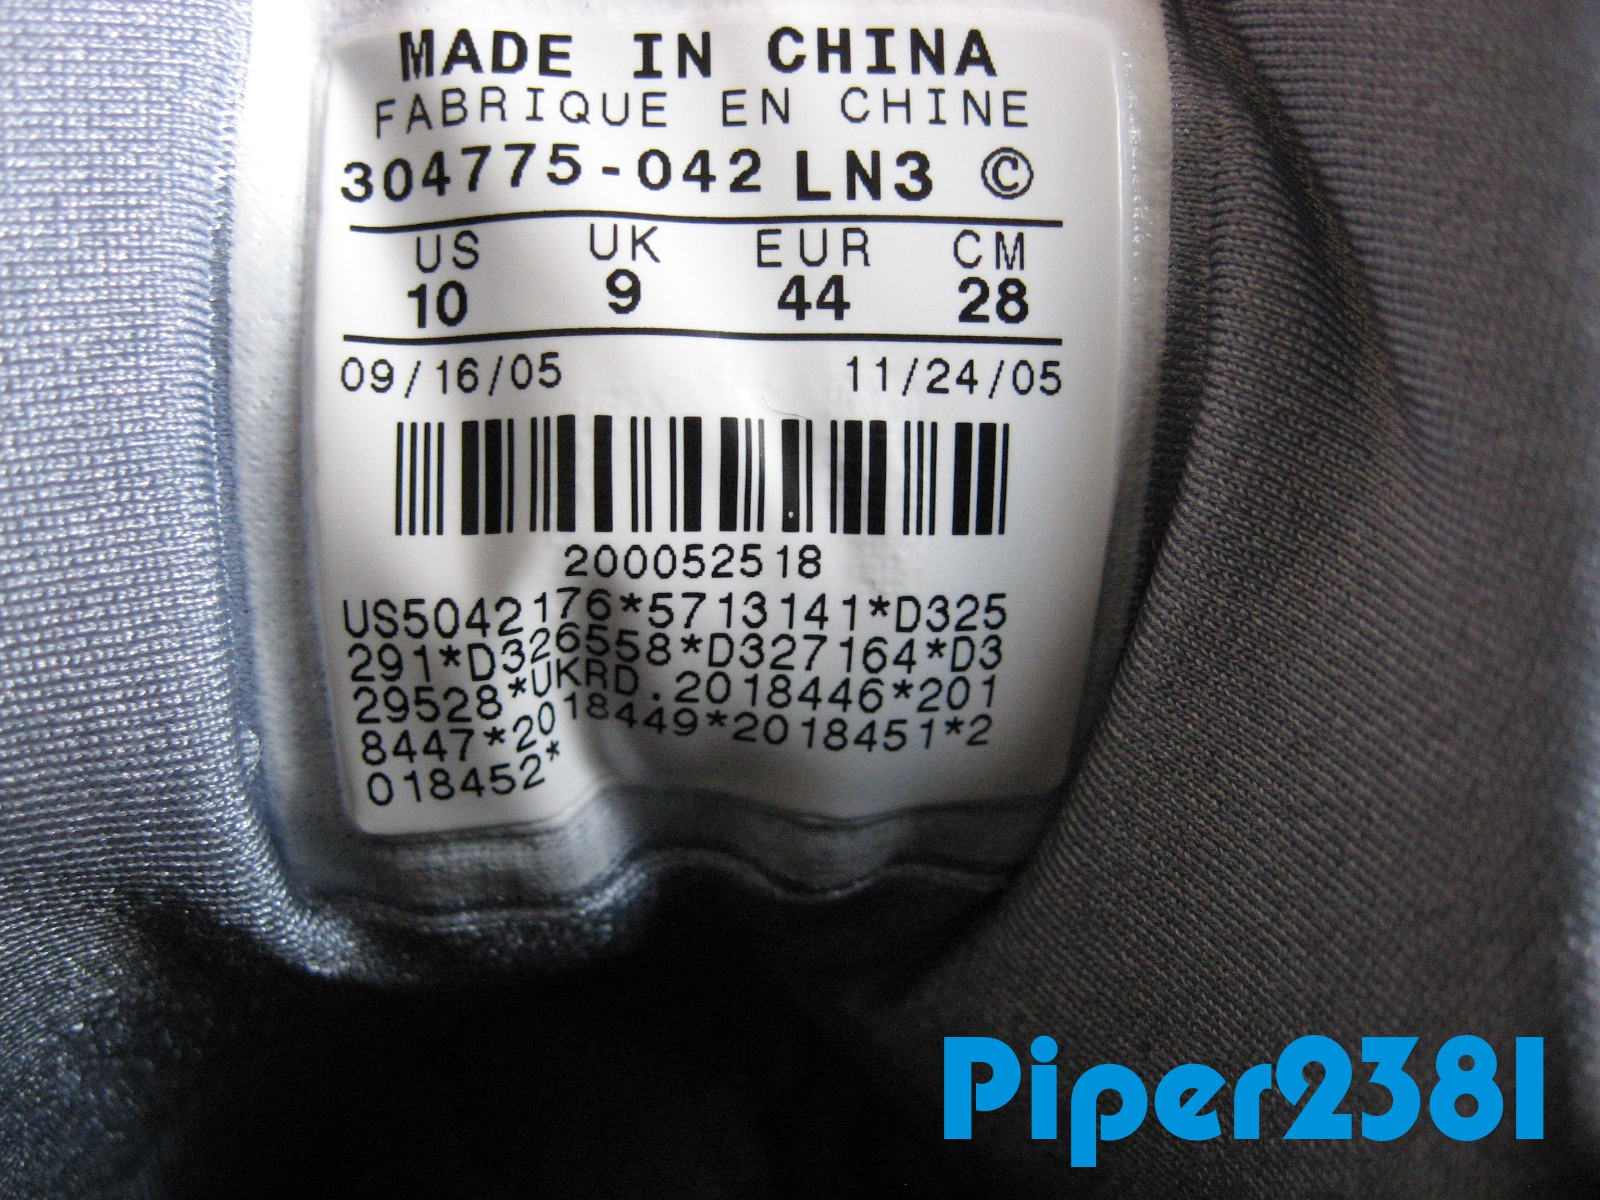 MADE IN CHINA
FABRIQUE EN CHINE
304775-042 LN3 ©
US UK EUR CM
10 9 44 28
09/16/05 11/24/05
200052518
US5042176*5713141*D325
291*D326558*D327164*D3
29528*UKRD.2018446*201
8447*2018449*2018451*2
018452*
Piper2381